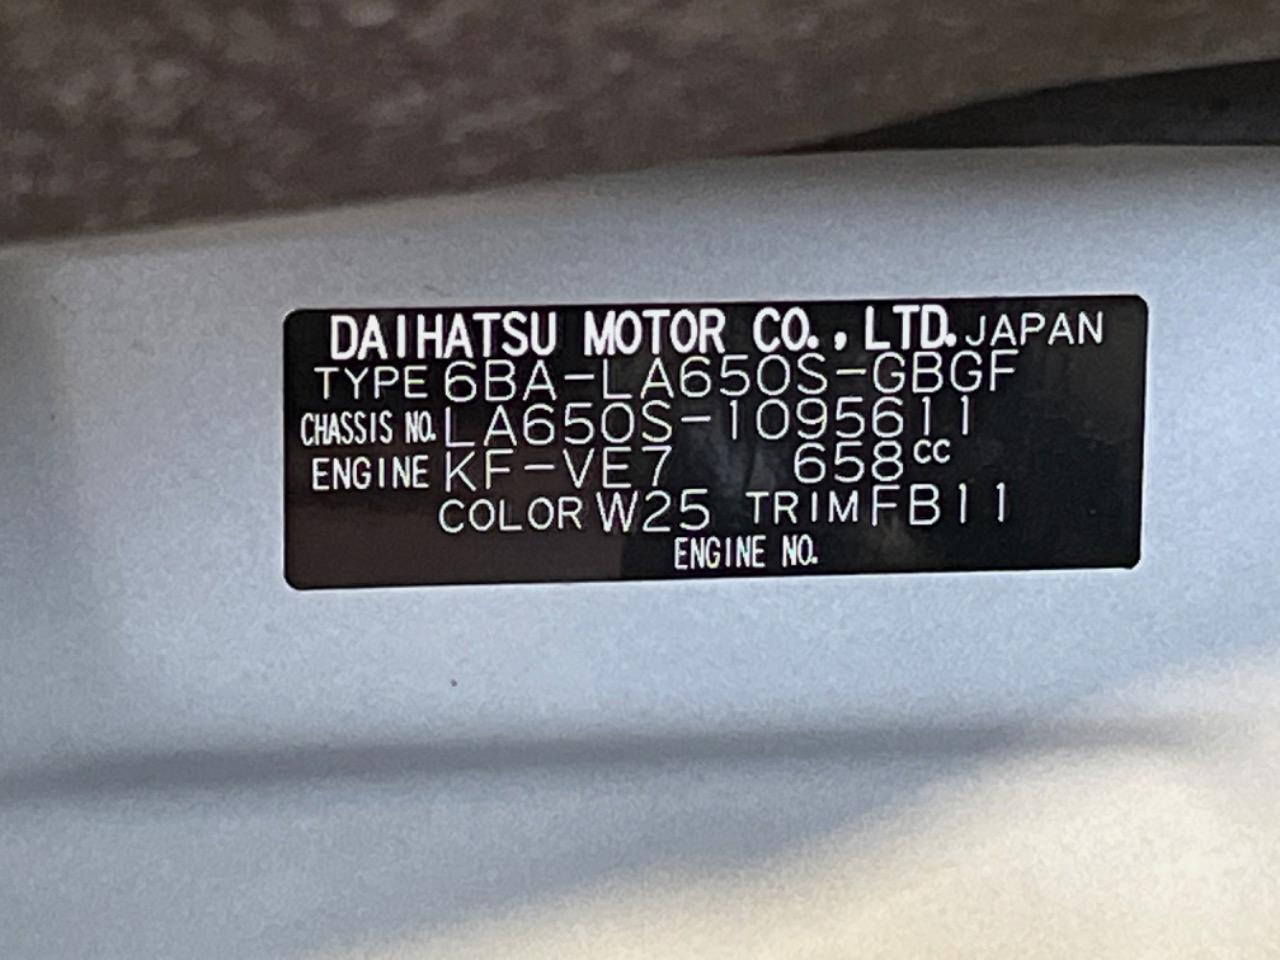 DAIHATSU MOTOR CO., LTD. JAPAN
TYPE 6BA-LA650S-GBGF
CHASSIS NO. LA650S-1095611
ENGINE KF-VE7 658cc
COLOR W25 TRIM FB11
ENGINE NO.